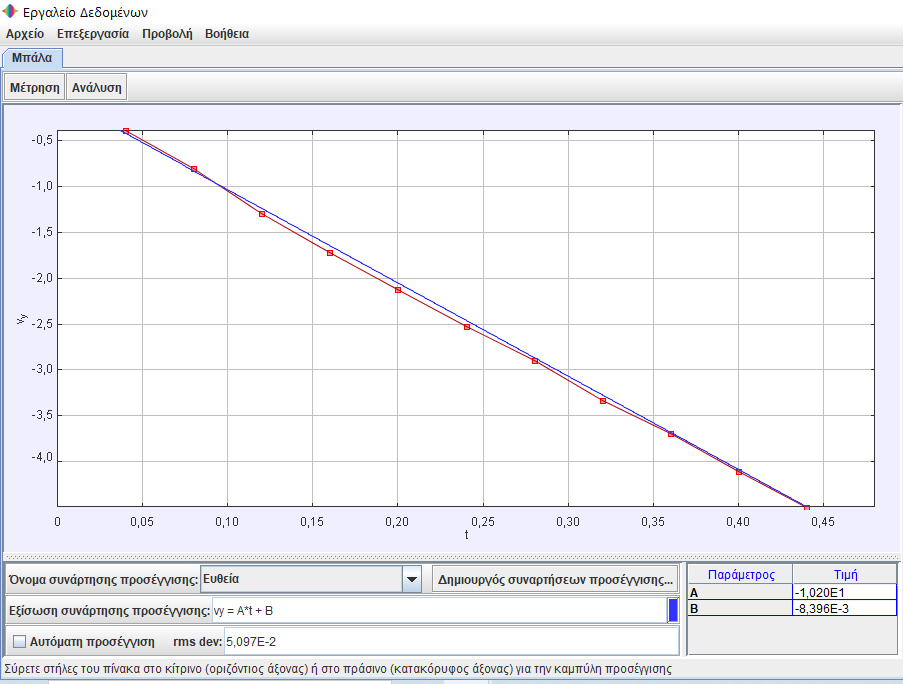 Εργαλείο Δεδομένων
Αρχείο Επεξεργασία Προβολή Βοήθεια
Μπάλα
Μέτρηση Ανάλυση
-0,5
-1,0
-1,5
-2,0
-2,5
-3,0
-3,5
-4,0
vy
0 0,05 0,10 0,15 0,20 0,25 0,30 0,35 0,40 0,45
t
Όνομα συνάρτησης προσέγγισης: Ευθεία Δημιουργός συναρτήσεων προσέγγισης...
Εξίσωση συνάρτησης προσέγγισης: vy = A*t + B
Αυτόματη προσέγγιση rms dev: 5,097E-2
Παράμετρος Τιμή
A -1,020E1
B -8,396E-3
Σύρετε στήλες του πίνακα στο κίτρινο (οριζόντιος άξονας) ή στο πράσινο (κατακόρυφος άξονας) για την καμπύλη προσέγγισης